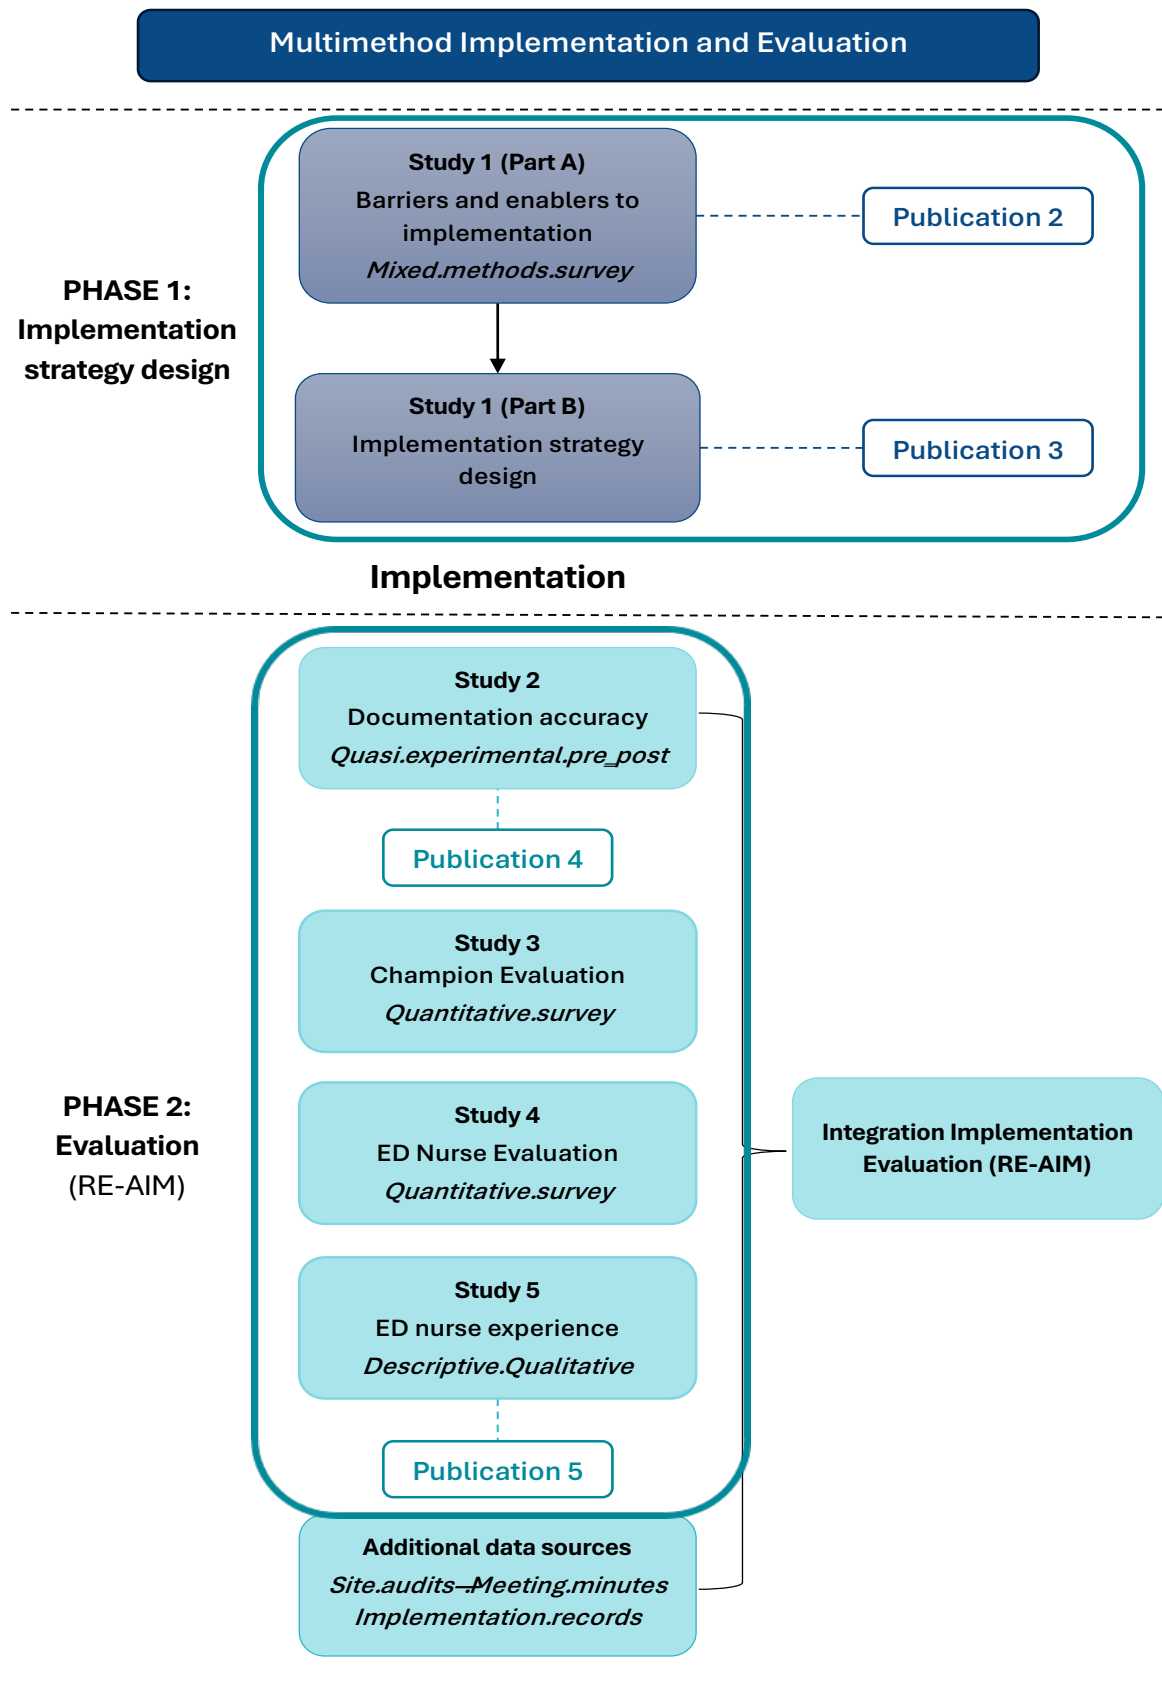 Multimethod Implementation and Evaluation
PHASE 1:
Implementation
strategy design
Study 1 (Part A)
Barriers and enablers to
implementation
Mixed.methods.survey
Publication 2
Study 1 (Part B)
Implementation strategy
design
Publication 3
Implementation
PHASE 2:
Evaluation
(RE-AIM)
Study 2
Documentation accuracy
Quasi.experimental.pre_post
Publication 4
Study 3
Champion Evaluation
Quantitative.survey
Study 4
ED Nurse Evaluation
Quantitative.survey
Study 5
ED nurse experience
Descriptive.Qualitative
Publication 5
Additional data sources
Site.audits–.Meeting.minutes
Implementation.records
Integration Implementation
Evaluation (RE-AIM)